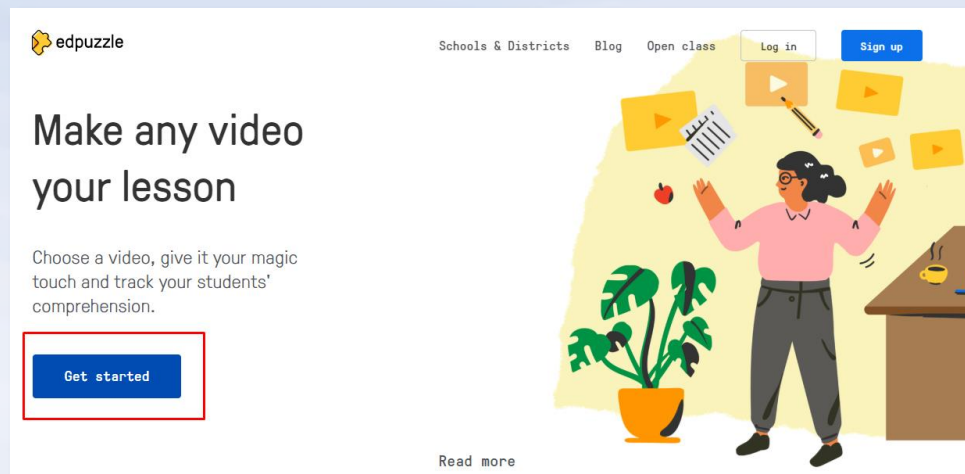 edpuzzle
Schools & Districts Blog Open class Log in Sign up
Make any video
your lesson
Choose a video, give it your magic
touch and track your students'
comprehension.
Get started
Read more